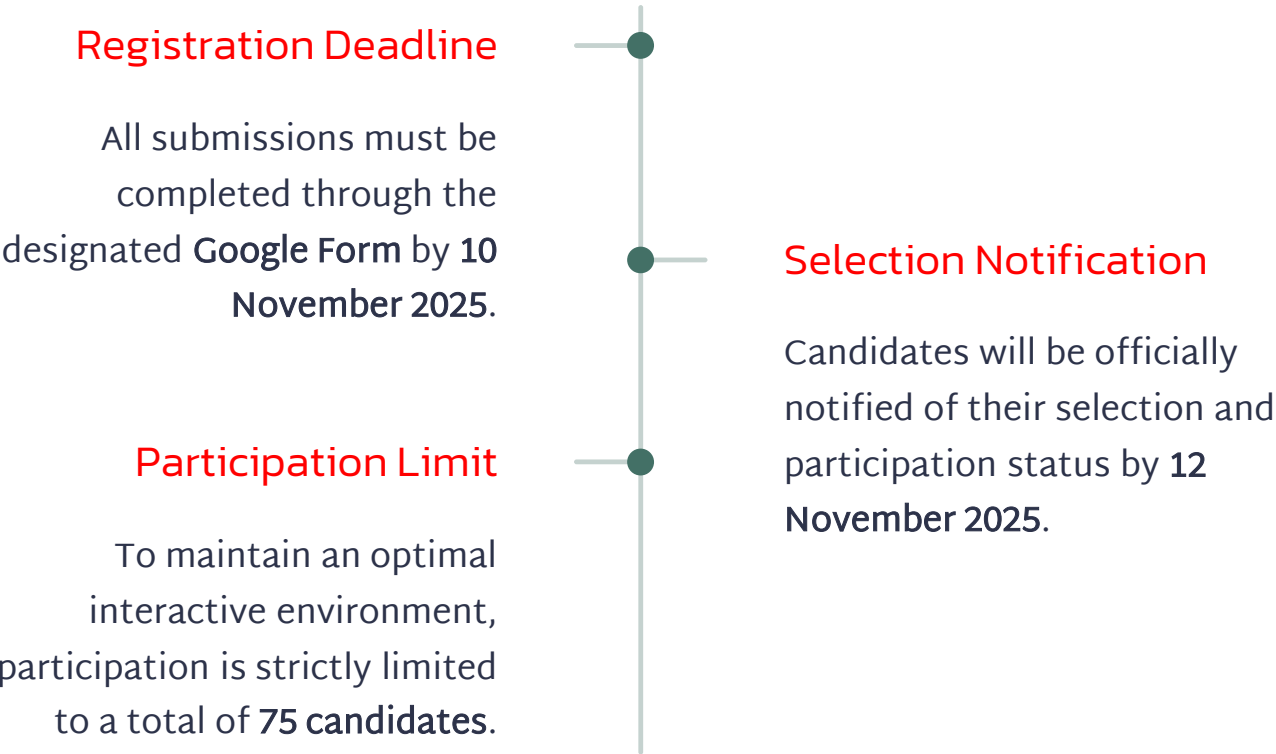 Registration Deadline
All submissions must be
completed through the
designated Google Form by 10
November 2025.
Selection Notification
Candidates will be officially
notified of their selection and
participation status by 12
November 2025.
Participation Limit
To maintain an optimal
interactive environment,
participation is strictly limited
to a total of 75 candidates.